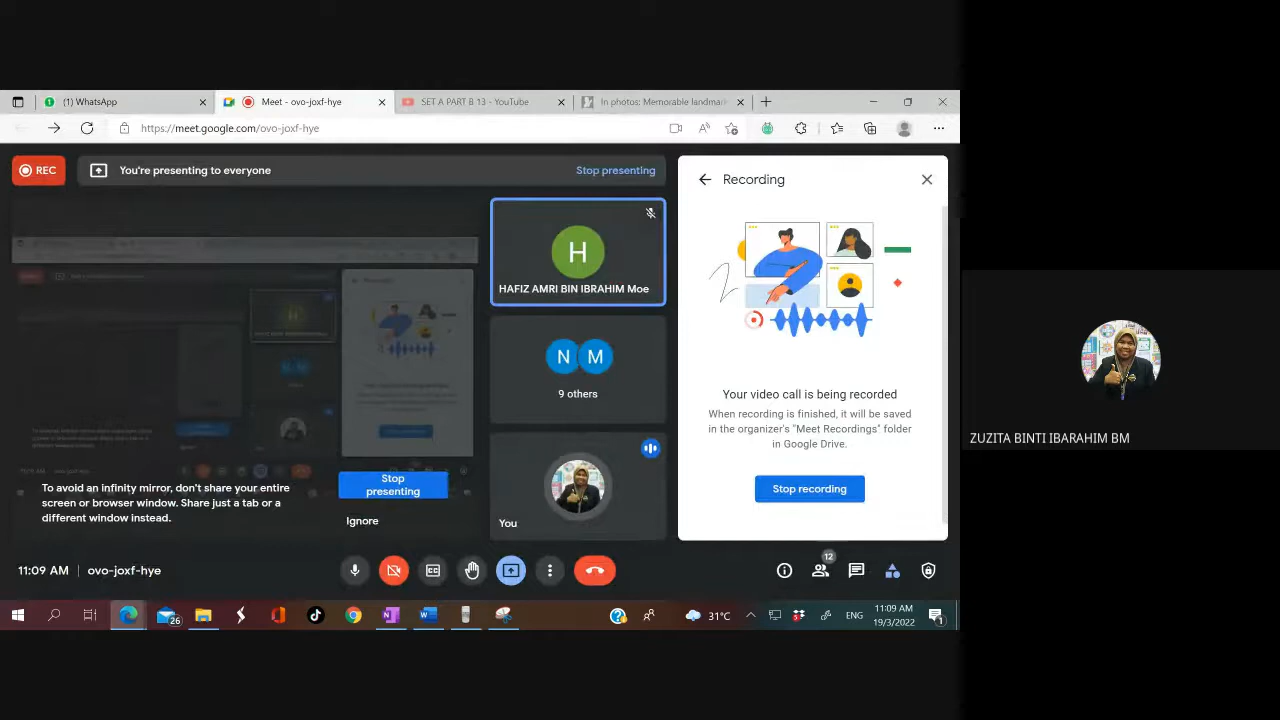 (1) WhatsApp
Meet - ovo-joxf-hye
SET A PART B 13 - YouTube
In photos: Memorable landmar
https://meet.google.com/ovo-joxf-hye
REC
You're presenting to everyone
Stop presenting
Recording
H
HAFIZ AMRI BIN IBRAHIM Moe
N M
9 others
Your video call is being recorded
When recording is finished, it will be saved
in the organizer's "Meet Recordings" folder
in Google Drive.
Stop recording
To avoid an infinity mirror, don't share your entire
screen or browser window. Share just a tab or a
different window instead.
Stop
presenting
Ignore
You
ZUZITA BINTI IBARAHIM BM
11:09 AM
ovo-joxf-hye
12
26
31°C
ENG
11:09 AM
19/3/2022
1